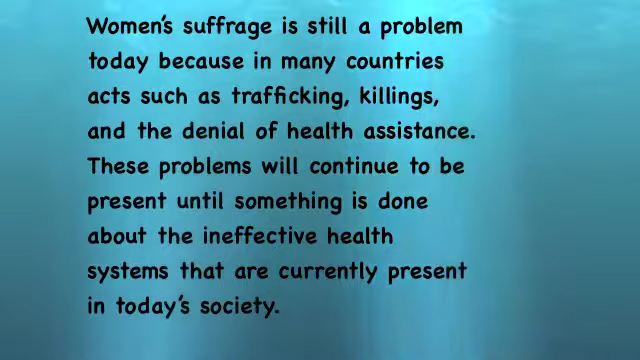 Women's suffrage is still a problem
today because in many countries
acts such as trafficking, killings,
and the denial of health assistance.
These problems will continue to be
present until something is done
about the ineffective health
systems that are currently present
in today's society.